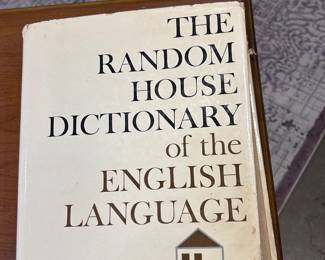 THE
RANDOM
HOUSE
DICTIONARY
of the
ENGLISH
LANGUAGE